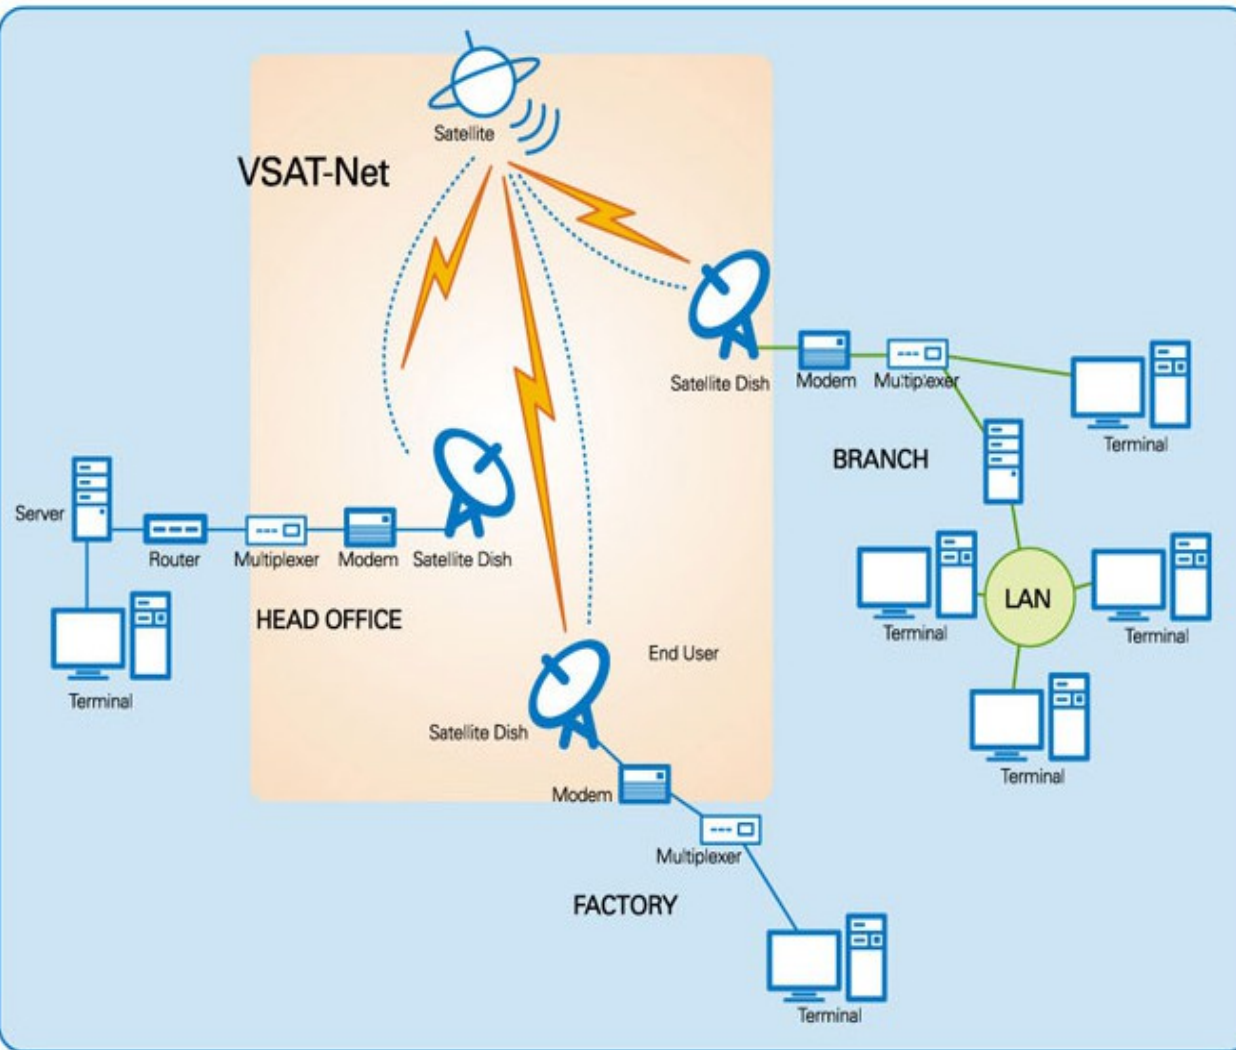 Satellite
VSAT-Net
Satellite Dish
Modem
Multiplexer
Terminal
BRANCH
Server
Router
Multiplexer
Modem
Satellite Dish
HEAD OFFICE
Terminal
LAN
Terminal
Terminal
Terminal
End User
Satellite Dish
Modem
Multiplexer
FACTORY
Terminal